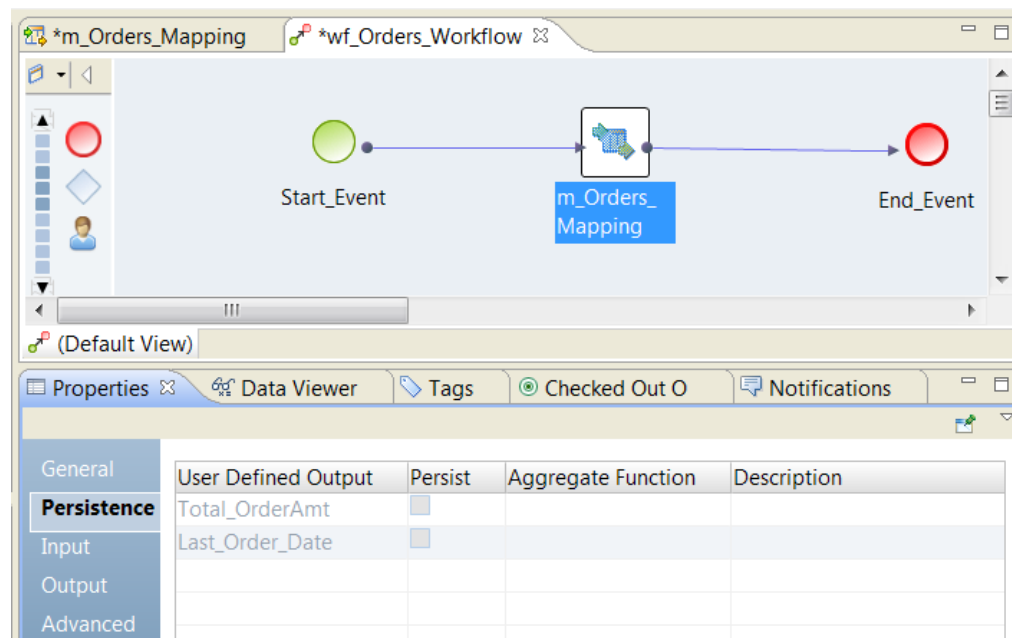 *m_Orders_Mapping *wf_Orders_Workflow
Start_Event
m_Orders_
Mapping
End_Event
(Default View)
Properties Data Viewer Tags Checked Out O Notifications
General
Persistence
Input
Output
Advanced
User Defined Output Persist Aggregate Function Description
Total_OrderAmt
Last_Order_Date